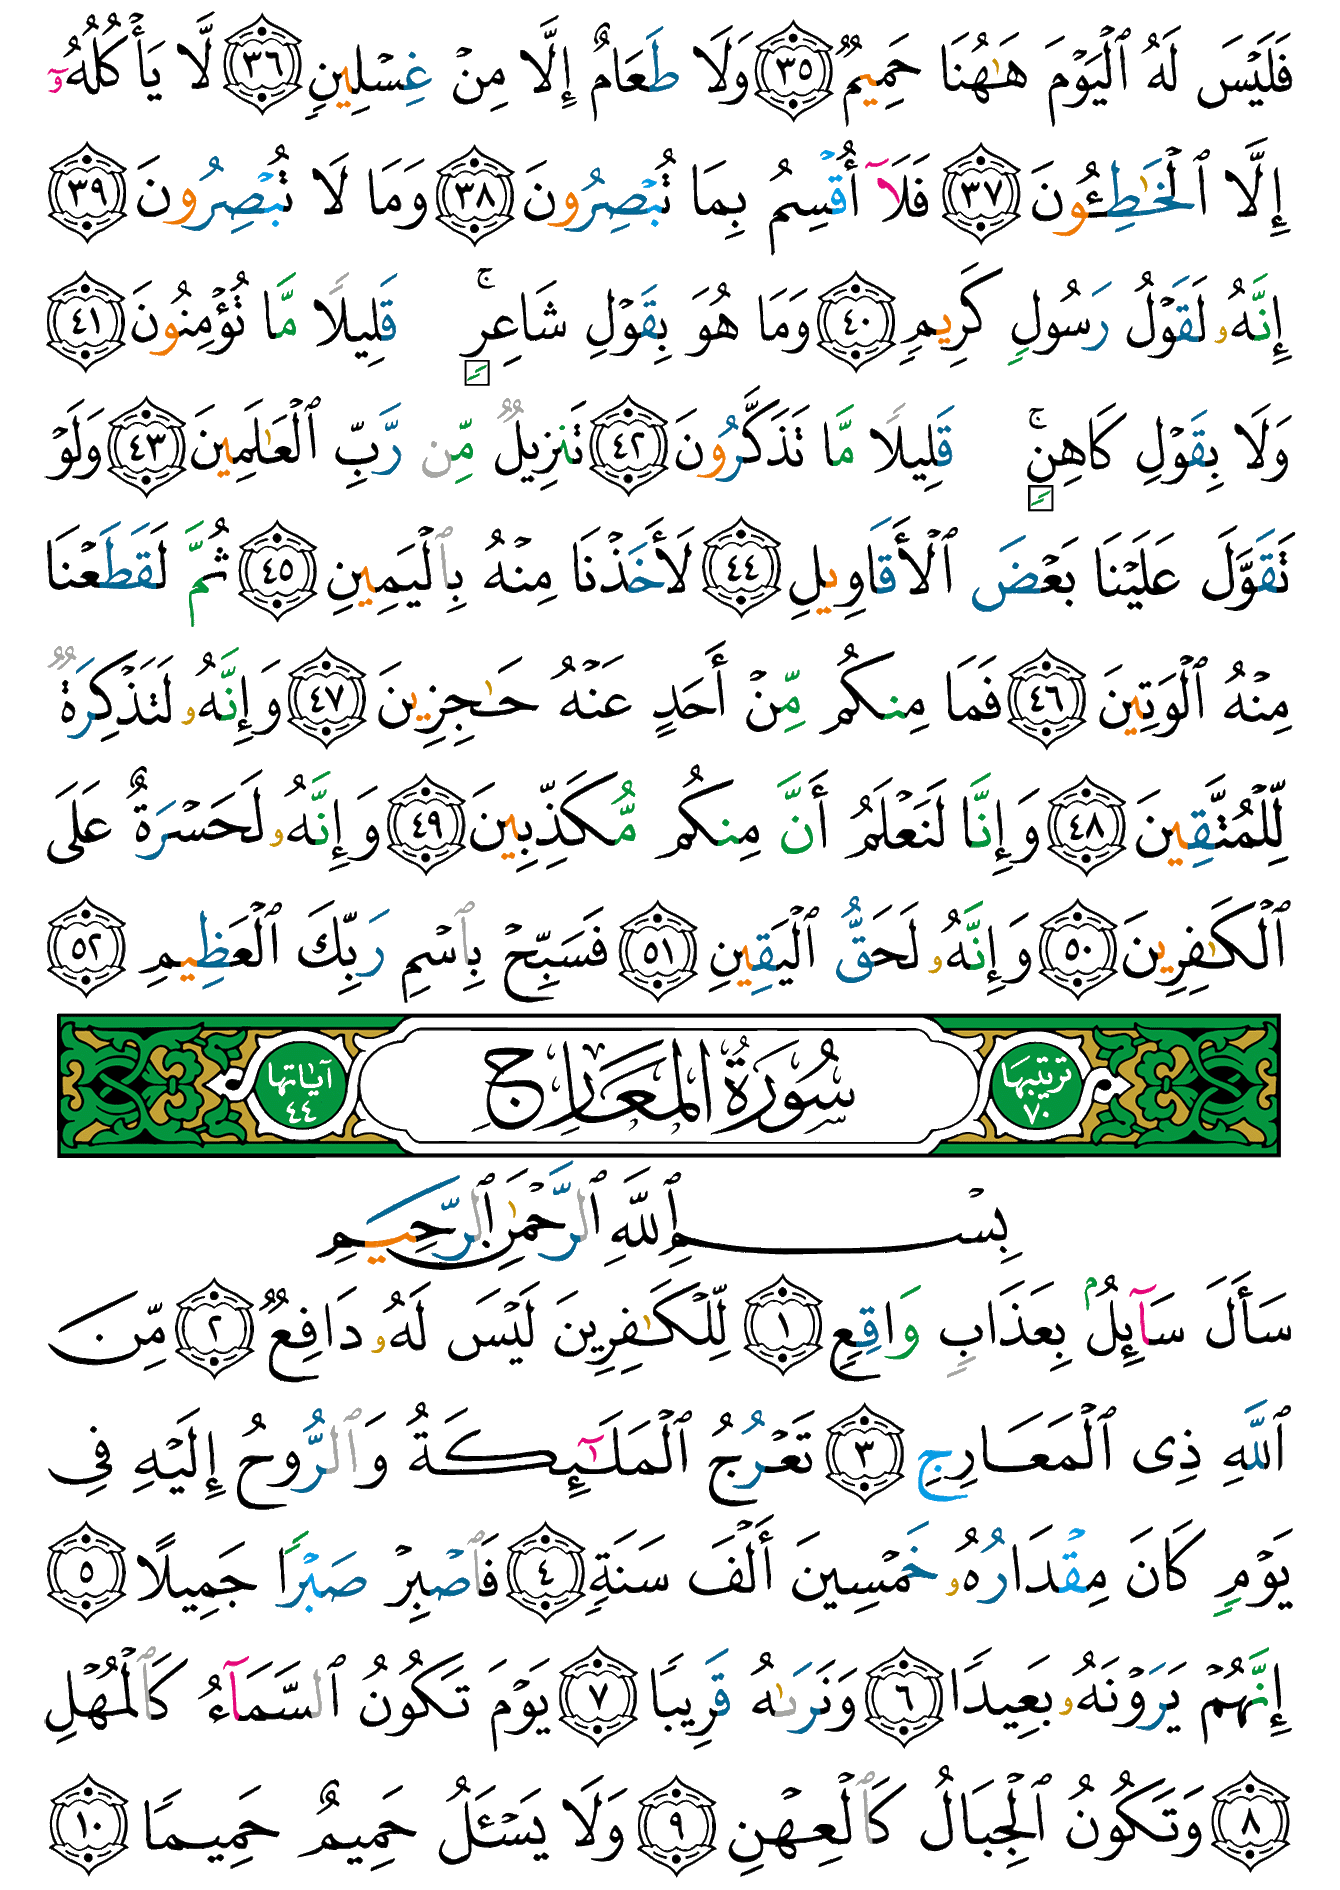 فَلَيْسَ لَهُ ٱلْيَوْمَ هَـٰهُنَا حَمِيمٌ ٣٥ وَلَا طَعَامٌ إِلَّا مِنْ غِسْلِينٍ ٣٦ لَّا يَأْكُلُهُۥٓ
إِلَّا ٱلْخَـٰطِـُٔونَ ٣٧ فَلَآ أُقْسِمُ بِمَا تُبْصِرُونَ ٣٨ وَمَا لَا تُبْصِرُونَ ٣٩
إِنَّهُۥ لَقَوْلُ رَسُولٍ كَرِيمٍ ٤٠ وَمَا هُوَ بِقَوْلِ شَاعِرٍ ۚ قَلِيلًا مَّا تُؤْمِنُونَ ٤١
وَلَا بِقَوْلِ كَاهِنٍ ۚ قَلِيلًا مَّا تَذَكَّرُونَ ٤٢ تَنزِيلٌ مِّن رَّبِّ ٱلْعَـٰلَمِينَ ٤٣ وَلَوْ
تَقَوَّلَ عَلَيْنَا بَعْضَ ٱلْأَقَاوِيلِ ٤٤ لَأَخَذْنَا مِنْهُ بِٱلْيَمِينِ ٤٥ ثُمَّ لَقَطَعْنَا
مِنْهُ ٱلْوَتِينَ ٤٦ فَمَا مِنكُم مِّنْ أَحَدٍ عَنْهُ حَـٰجِزِينَ ٤٧ وَإِنَّهُۥ لَتَذْكِرَةٌ
لِّلْمُتَّقِينَ ٤٨ وَإِنَّا لَنَعْلَمُ أَنَّ مِنكُم مُّكَذِّبِينَ ٤٩ وَإِنَّهُۥ لَحَسْرَةٌ عَلَى
ٱلْكَـٰفِرِينَ ٥٠ وَإِنَّهُۥ لَحَقُّ ٱلْيَقِينِ ٥١ فَسَبِّحْ بِٱسْمِ رَبِّكَ ٱلْعَظِيمِ ٥٢
ترتيبها ٧٠ سُورَةُ المَعَارِجِ آياتها ٤٤
بِسْمِ ٱللَّهِ ٱلرَّحْمَـٰنِ ٱلرَّحِيمِ
سَأَلَ سَآئِلٌۢ بِعَذَابٍ وَاقِعٍ ١ لِّلْكَـٰفِرِينَ لَيْسَ لَهُۥ دَافِعٌ ٢ مِّنَ
ٱللَّهِ ذِى ٱلْمَعَارِجِ ٣ تَعْرُجُ ٱلْمَلَـٰٓئِكَةُ وَٱلرُّوحُ إِلَيْهِ فِى
يَوْمٍ كَانَ مِقْدَارُهُۥ خَمْسِينَ أَلْفَ سَنَةٍ ٤ فَٱصْبِرْ صَبْرًا جَمِيلًا ٥
إِنَّهُمْ يَرَوْنَهُۥ بَعِيدًا ٦ وَنَرَىٰهُ قَرِيبًا ٧ يَوْمَ تَكُونُ ٱلسَّمَآءُ كَٱلْمُهْلِ
٨ وَتَكُونُ ٱلْجِبَالُ كَٱلْعِهْنِ ٩ وَلَا يَسْـَٔلُ حَمِيمٌ حَمِيمًا ١٠